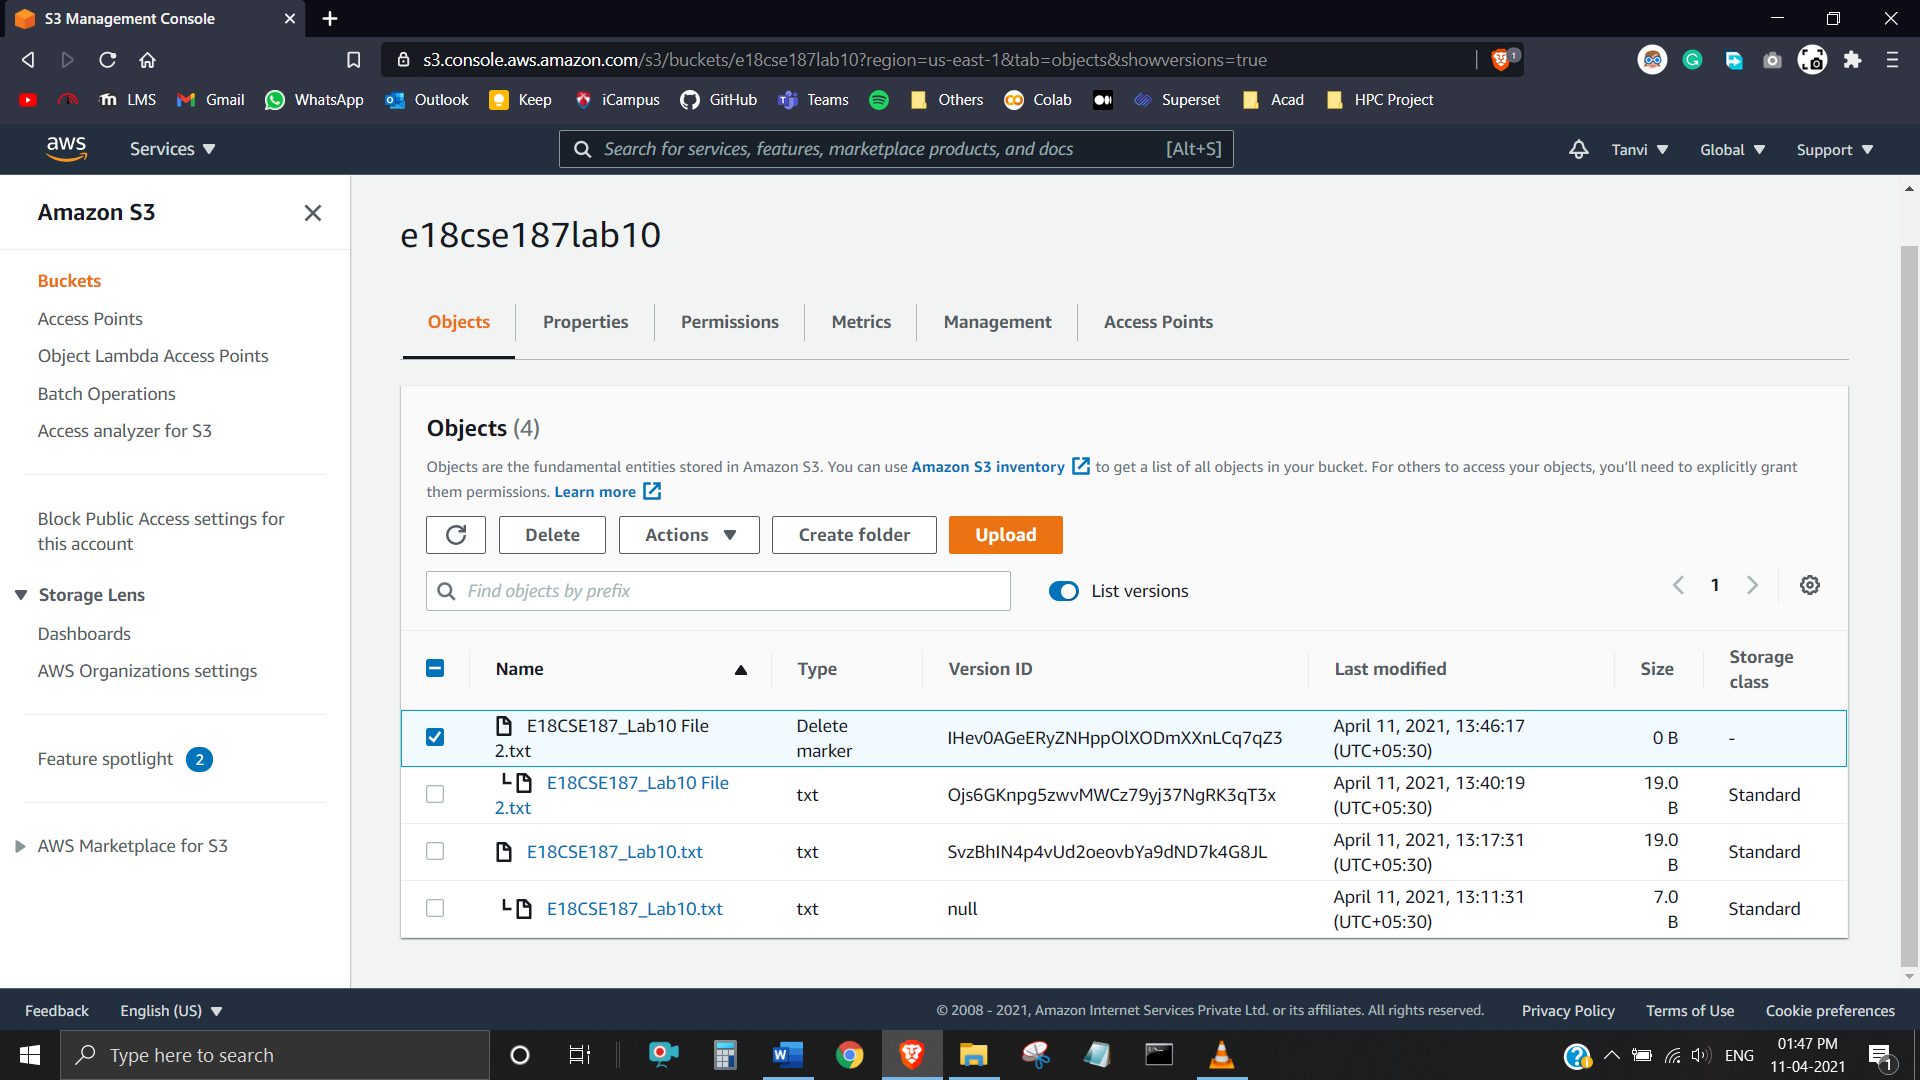 S3 Management Console
s3.console.aws.amazon.com/s3/buckets/e18cse187lab10?region=us-east-1&tab=objects&showversions=true
1
LMS Gmail WhatsApp Outlook Keep iCampus GitHub Teams Others Colab Superset Acad HPC Project
aws Services Search for services, features, marketplace products, and docs [Alt+S] Tanvi Global Support
Amazon S3
Buckets
Access Points
Object Lambda Access Points
Batch Operations
Access analyzer for S3
Block Public Access settings for
this account
Storage Lens
Dashboards
AWS Organizations settings
Feature spotlight 2
AWS Marketplace for S3
e18cse187lab10
Objects Properties Permissions Metrics Management Access Points
Objects (4)
Objects are the fundamental entities stored in Amazon S3. You can use Amazon S3 inventory to get a list of all objects in your bucket. For others to access your objects, you'll need to explicitly grant
them permissions. Learn more
Delete Actions Create folder Upload
Find objects by prefix List versions 1
Name Type Version ID Last modified Size Storage
class
E18CSE187_Lab10 File Delete IHev0AGeERyZNHppOlXODmXXnLCq7qZ3 April 11, 2021, 13:46:17 0 B -
2.txt marker (UTC+05:30)
E18CSE187_Lab10 File txt Ojs6GKnpg5zwvMWCz79yj37NgRK3qT3x April 11, 2021, 13:40:19 19.0 Standard
2.txt (UTC+05:30) B
E18CSE187_Lab10.txt txt SvzBhIN4p4vUd2oeovbYa9dND7k4G8JL April 11, 2021, 13:17:31 19.0 Standard
(UTC+05:30) B
E18CSE187_Lab10.txt txt null April 11, 2021, 13:11:31 7.0 Standard
(UTC+05:30) B
Feedback English (US) © 2008 - 2021, Amazon Internet Services Private Ltd. or its affiliates. All rights reserved. Privacy Policy Terms of Use Cookie preferences
Type here to search ENG 01:47 PM
11-04-2021 1